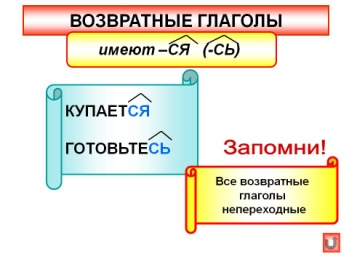 ВОЗВРАТНЫЕ ГЛАГОЛЫ
имеют –СЯ (-СЬ)
КУПАЕТСЯ
ГОТОВЬТЕСЬ
Запомни!
Все возвратные
глаголы
непереходные